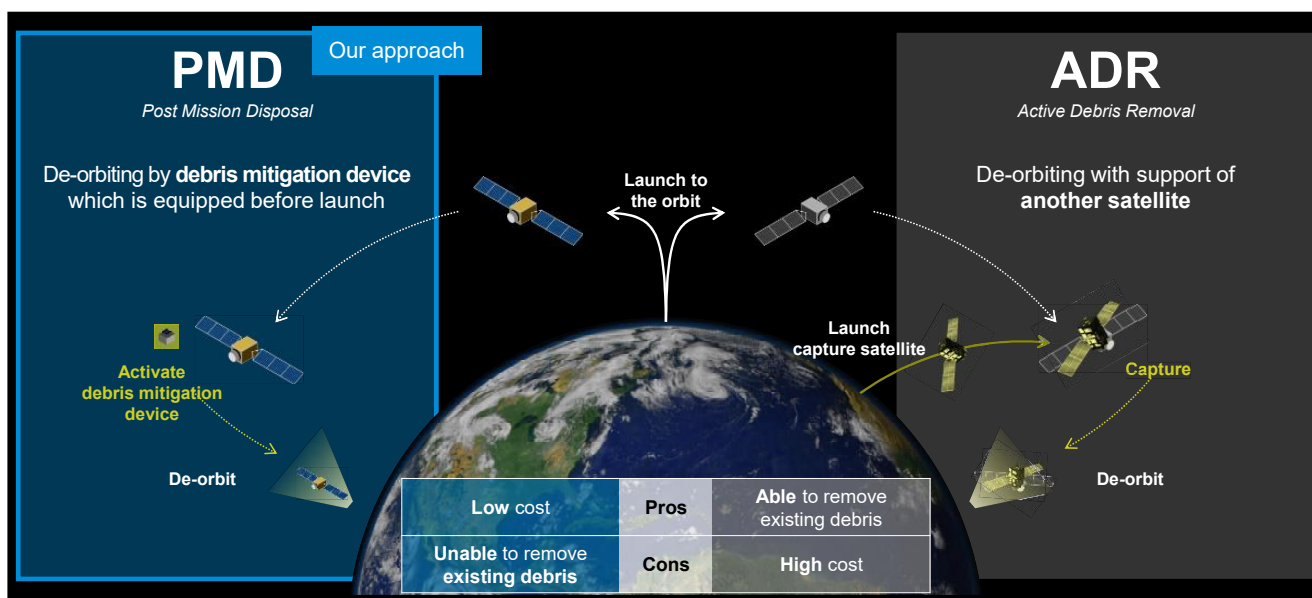 Our approach
PMD
Post Mission Disposal
De-orbiting by debris mitigation device
which is equipped before launch
Activate
debris mitigation
device
De-orbit
Launch to
the orbit
ADR
Active Debris Removal
De-orbiting with support of
another satellite
Launch
capture satellite
Capture
De-orbit
Low cost
Pros
Able to remove
existing debris
Unable to remove
existing debris
Cons
High cost